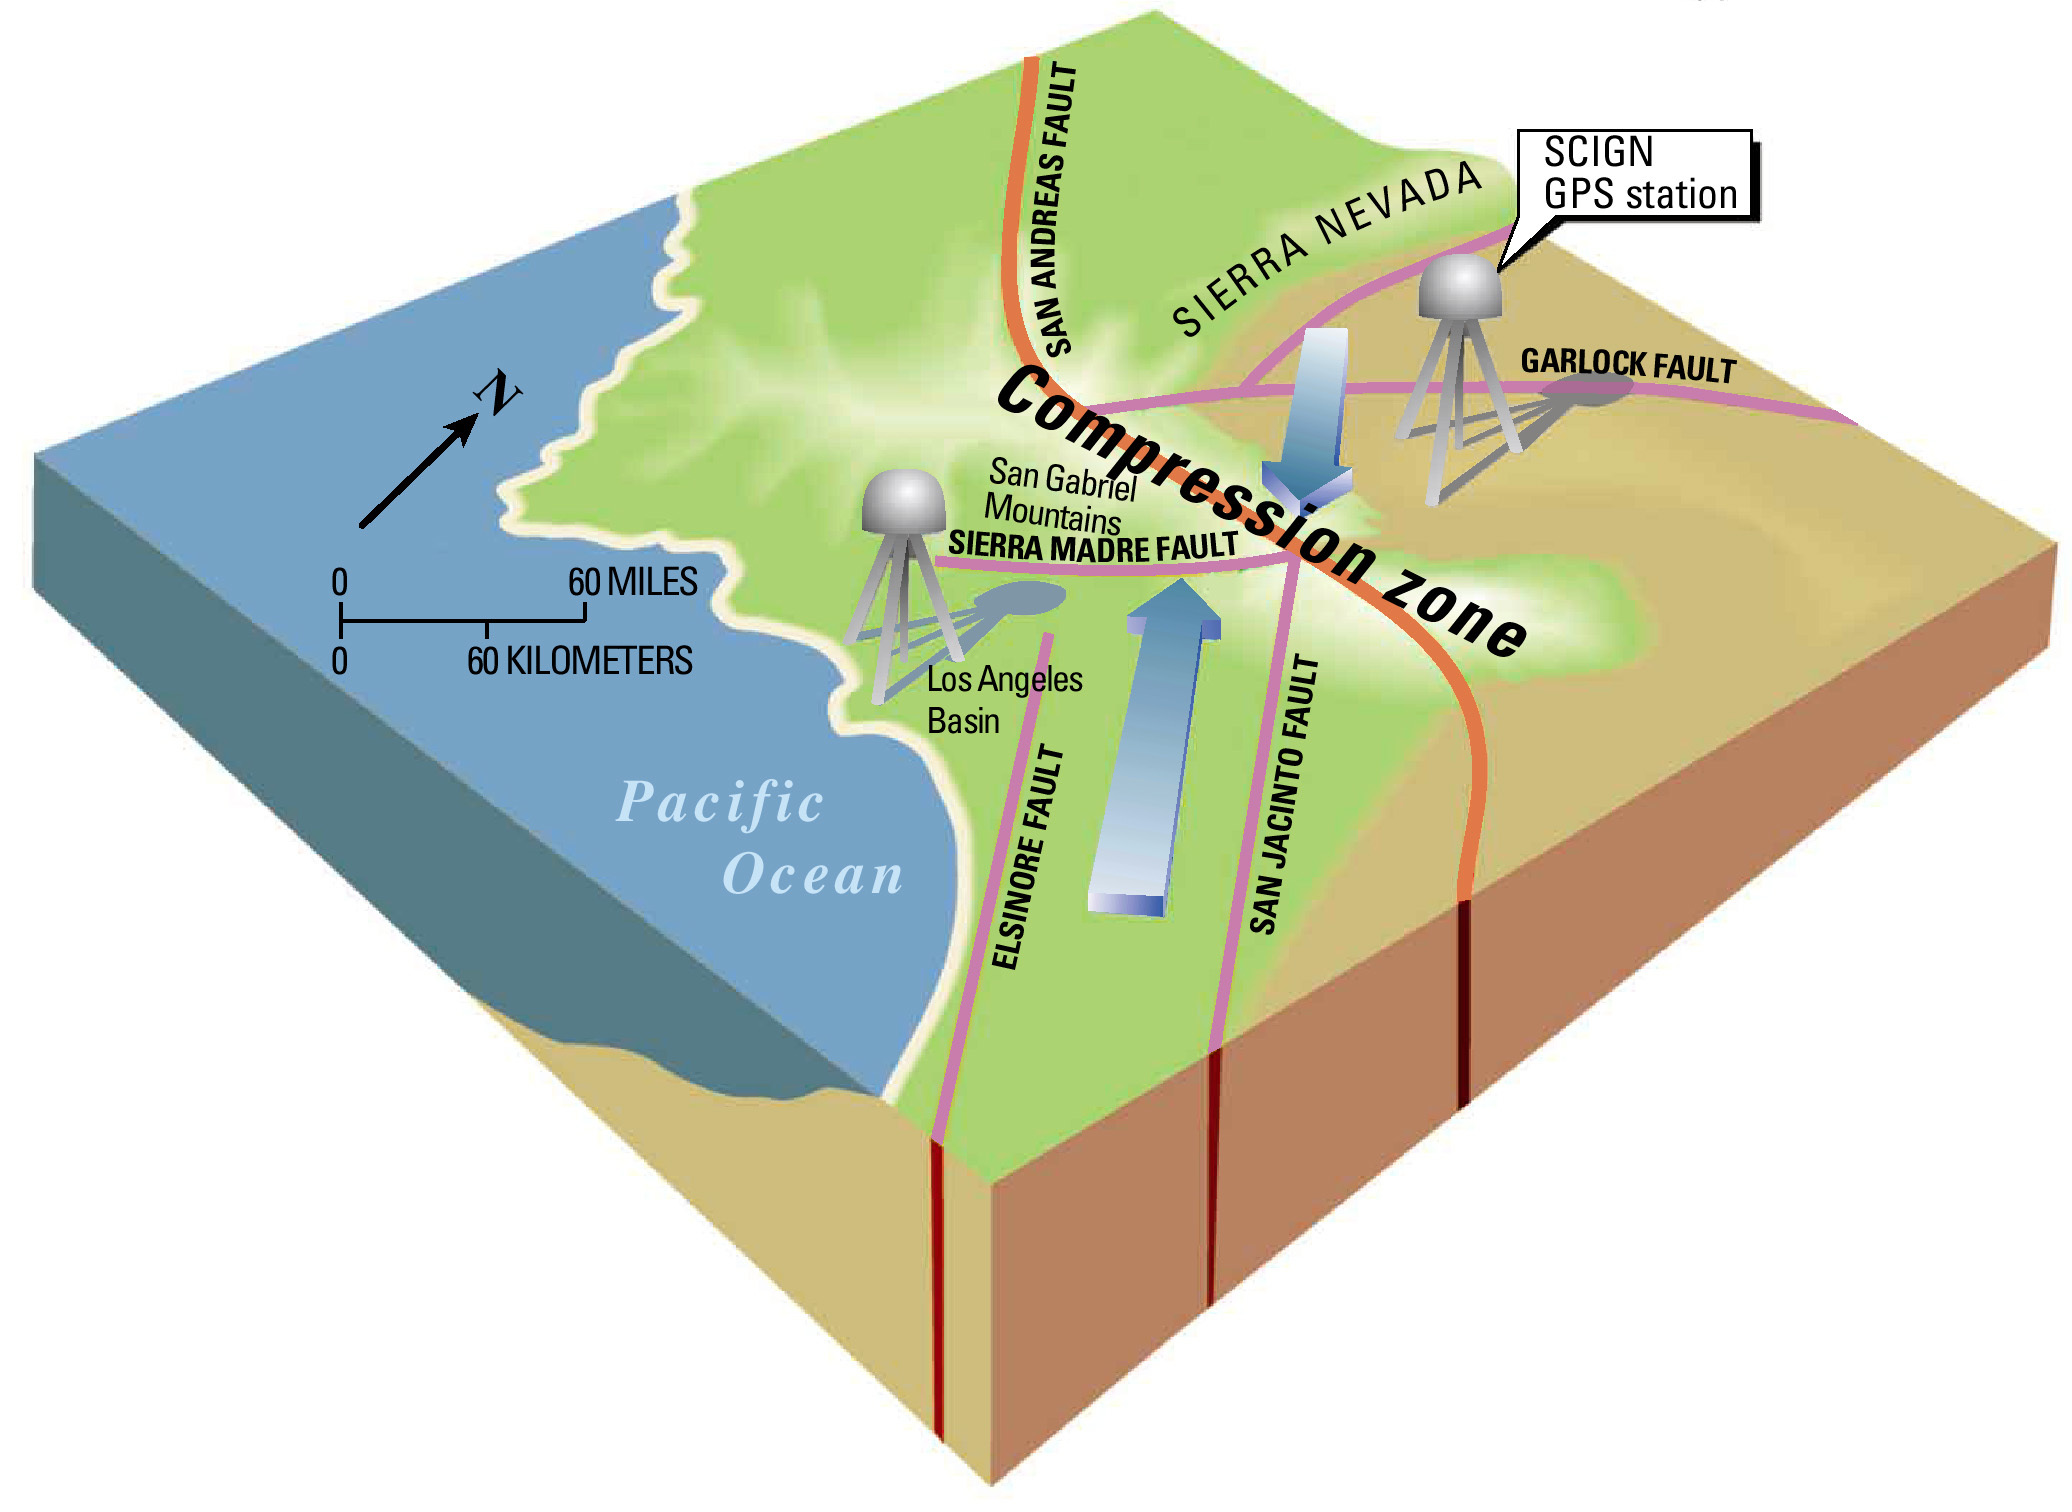 SAN ANDREAS FAULT
SIERRA NEVADA
SCIGN
GPS station
GARLOCK FAULT
N
Compression zone
San Gabriel
Mountains
SIERRA MADRE FAULT
0 60 MILES
0 60 KILOMETERS
Los Angeles
Basin
SAN JACINTO FAULT
ELSINORE FAULT
Pacific
Ocean